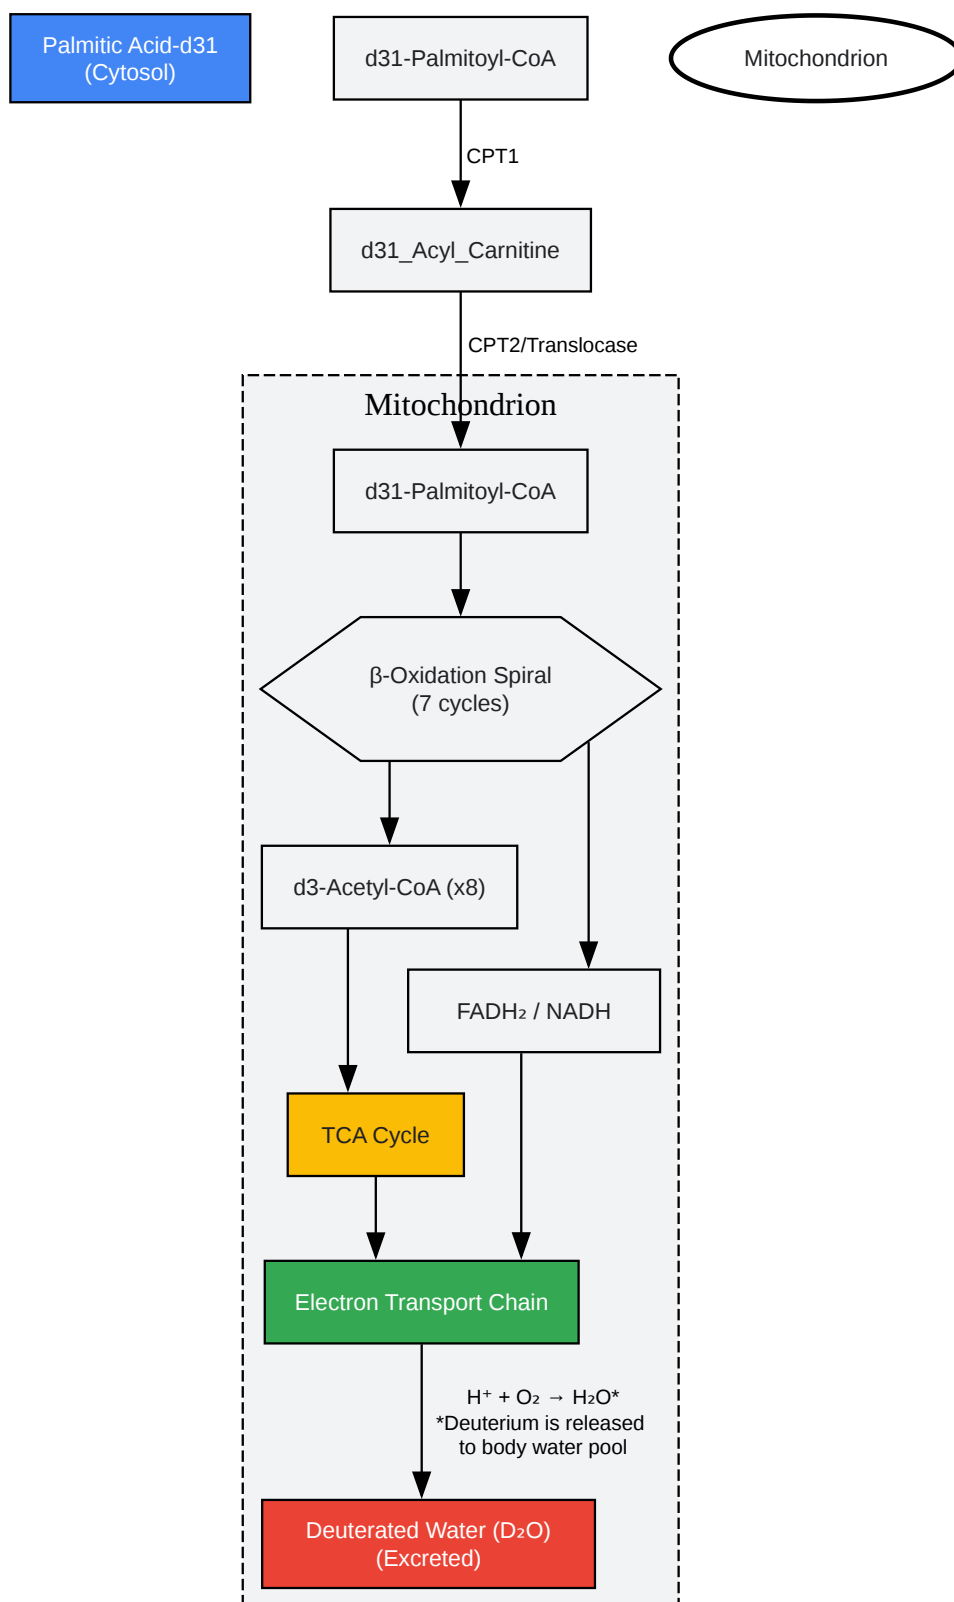 Palmitic Acid-d31
(Cytosol)
d31-Palmitoyl-CoA
Mitochondrion
CPT1
d31_Acyl_Carnitine
CPT2/Translocase
Mitochondrion
d31-Palmitoyl-CoA
β-Oxidation Spiral
(7 cycles)
d3-Acetyl-CoA (x8)
FADH₂ / NADH
TCA Cycle
Electron Transport Chain
H⁺ + O₂ → H₂O*
*Deuterium is released
to body water pool
Deuterated Water (D₂O)
(Excreted)